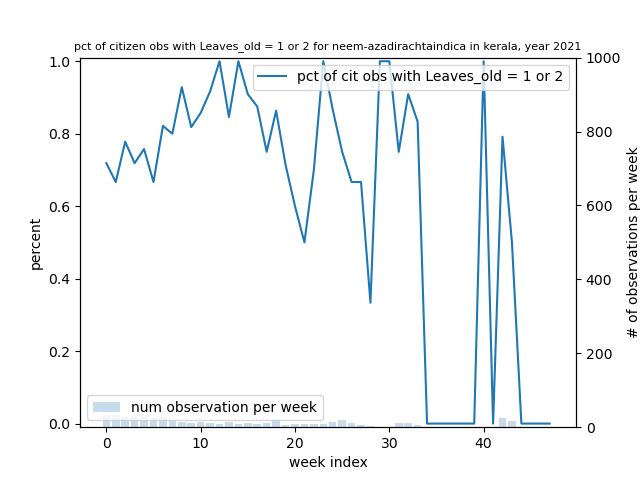 pct of citizen obs with Leaves_old = 1 or 2 for neem-azadirachtaindica in kerala, year 2021
pct of cit obs with Leaves_old = 1 or 2
num observation per week
percent
# of observations per week
week index
1.0
0.8
0.6
0.4
0.2
0.0
1000
800
600
400
200
0
0 10 20 30 40